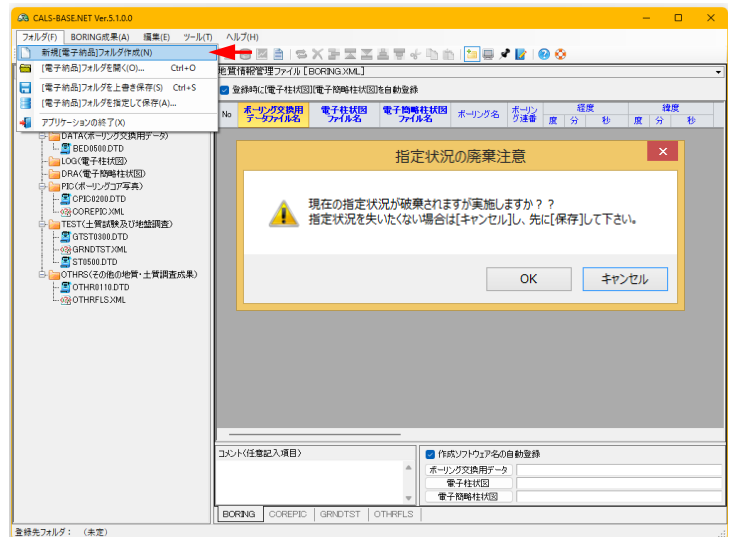 CALS-BASE.NET Ver.5.1.0.0
フォルダ(F) BORING成果(A) 編集(E) ツール(T) ヘルプ(H)
新規[電子納品]フォルダ作成(N)
[電子納品]フォルダを開く(O)... Ctrl+O
[電子納品]フォルダを上書き保存(S) Ctrl+S
[電子納品]フォルダを指定して保存(A)...
アプリケーションの終了(X)
DATA(ボーリング交換用データ)
BED0500.DTD
LOG(電子柱状図)
DRA(電子簡略柱状図)
PIC(ボーリングコア写真)
CPIC0200.DTD
COREPIC.XML
TEST(土質試験及び地盤調査)
GTST0300.DTD
GRNDTST.XML
ST0500.DTD
OTHRS(その他の地質・土質調査成果)
OTHR0110.DTD
OTHRFLS.XML
地質情報管理ファイル [BORING.XML]
登録時に[電子柱状図][電子簡略柱状図]を自動登録
No ボーリング交換用データファイル名 電子柱状図ファイル名 電子簡略柱状図ファイル名 ボーリング名 ボーリング連番 経度 緯度
度 分 秒 度 分 秒
指定状況の廃棄注意
現在の指定状況が破棄されますが実施しますか??
指定状況を失いたくない場合は[キャンセル]し、先に[保存]して下さい。
OK キャンセル
コメント(任意記入項目)
作成ソフトウェア名の自動登録
ボーリング交換用データ
電子柱状図
電子簡略柱状図
BORING COREPIC GRNDTST OTHRFLS
登録先フォルダ: (未定)